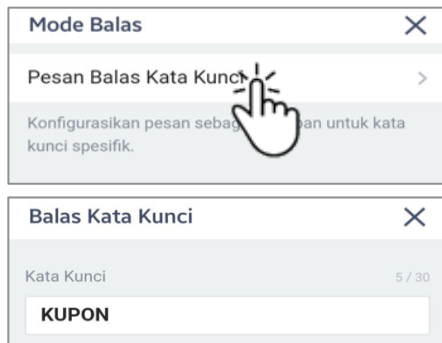 Mode Balas
Pesan Balas Kata Kunci
Konfigurasikan pesan untuk kata
kunci spesifik.
Balas Kata Kunci
Kata Kunci 5 / 30
KUPON